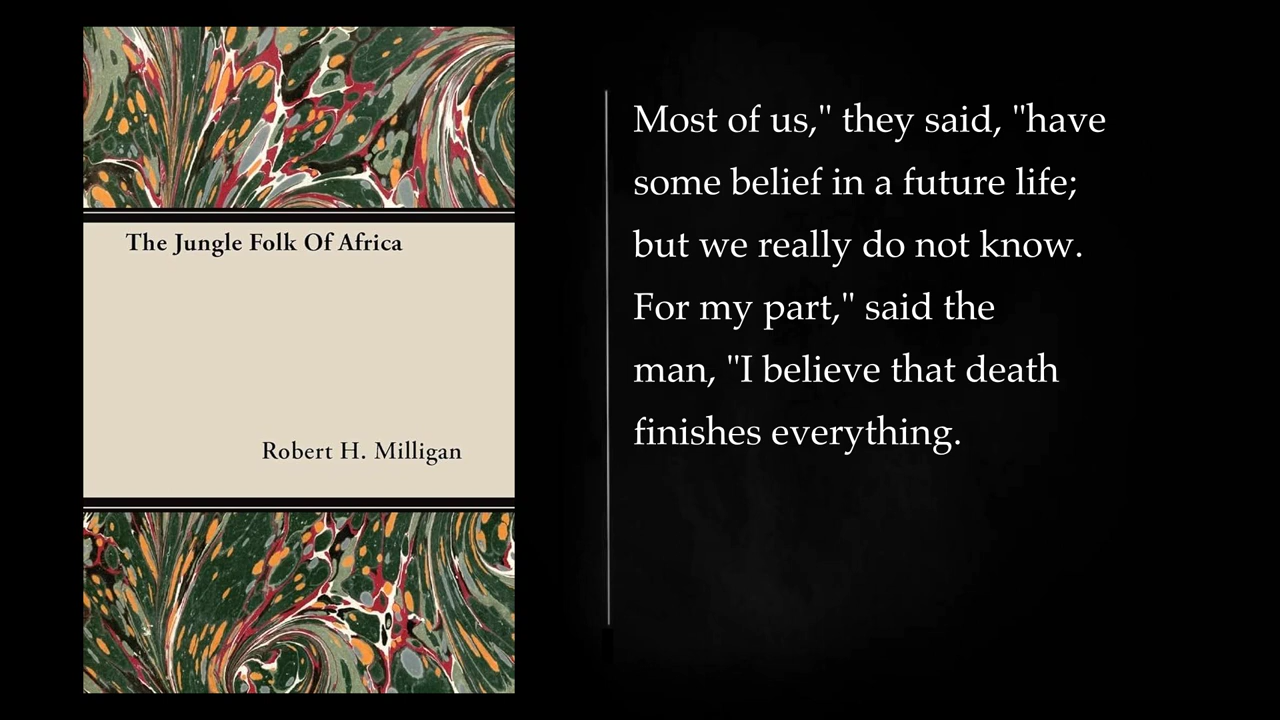 The Jungle Folk Of Africa
Robert H. Milligan
Most of us," they said, "have
some belief in a future life;
but we really do not know.
For my part," said the
man, "I believe that death
finishes everything.